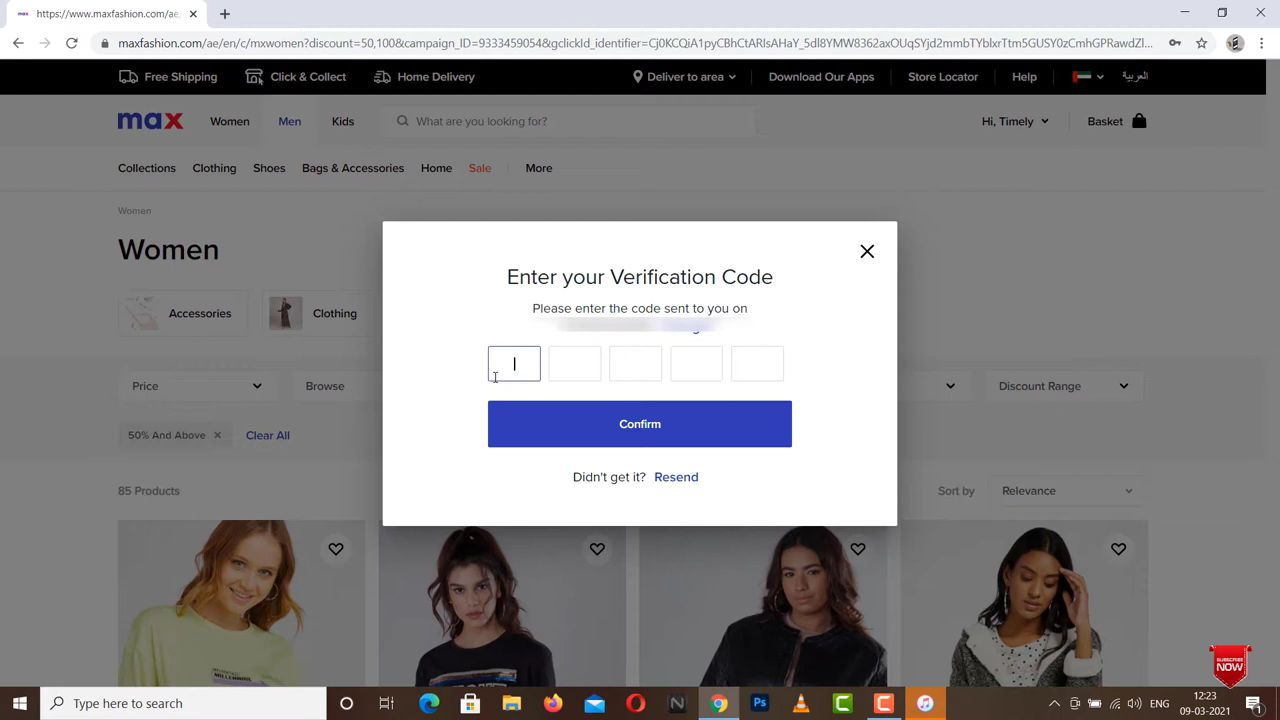 max https://www.maxfashion.com/ae/
maxfashion.com/ae/en/c/mxwomen?discount=50,100&campaign_ID=9333459054&gclickId_identifier=
Free Shipping Click & Collect Home Delivery Deliver to area Download Our Apps Store Locator Help العربية
max Women Men Kids What are you looking for? Hi, Timely Basket
Collections Clothing Shoes Bags & Accessories Home Sale More
Women
Women
Accessories Clothing
Enter your Verification Code
Please enter the code sent to you on
Price Browse Discount Range
Confirm
50% And Above Clear All
Didn't get it? Resend
85 Products Sort by Relevance
SUBSCRIBE
NOW
Type here to search
Ps
N
ENG
12:23
09-03-2021
1